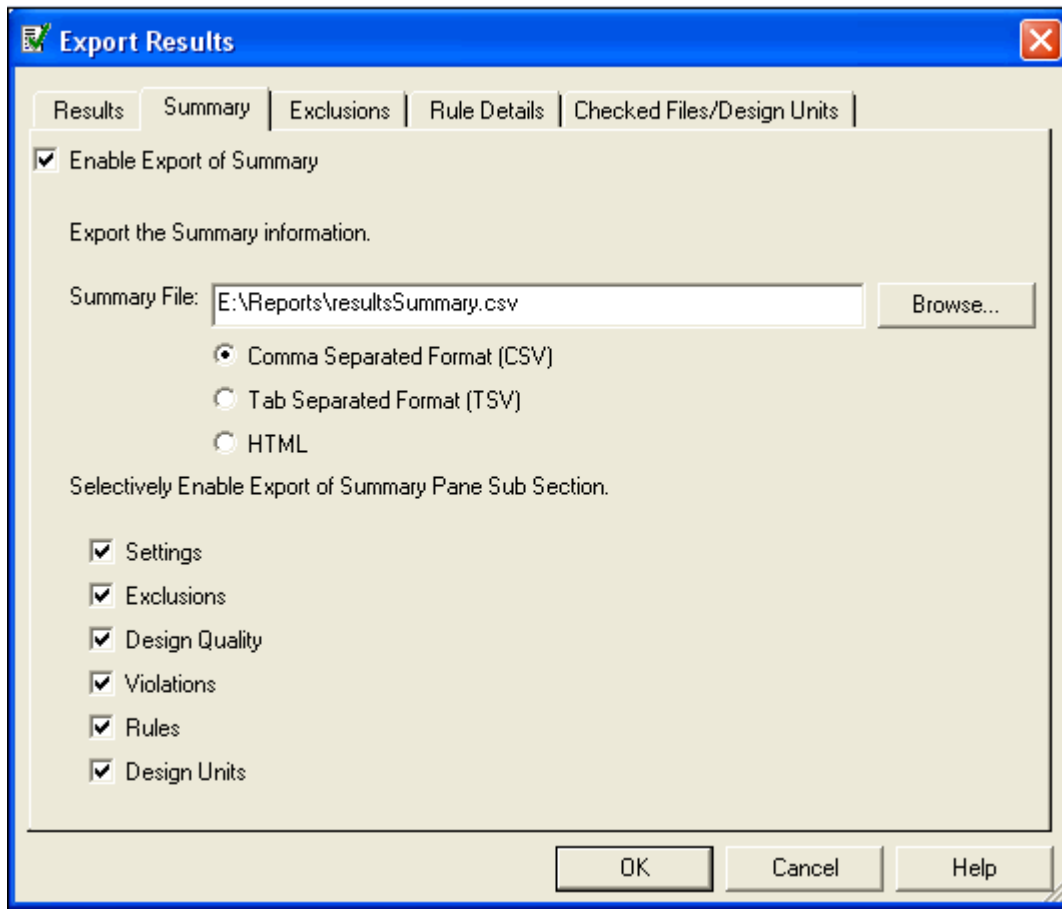 Export Results
Results Summary Exclusions Rule Details Checked Files/Design Units
Enable Export of Summary
Export the Summary information.
Summary File: E:\Reports\resultsSummary.csv Browse...
Comma Separated Format (CSV)
Tab Separated Format (TSV)
HTML
Selectively Enable Export of Summary Pane Sub Section.
Settings
Exclusions
Design Quality
Violations
Rules
Design Units
OK Cancel Help